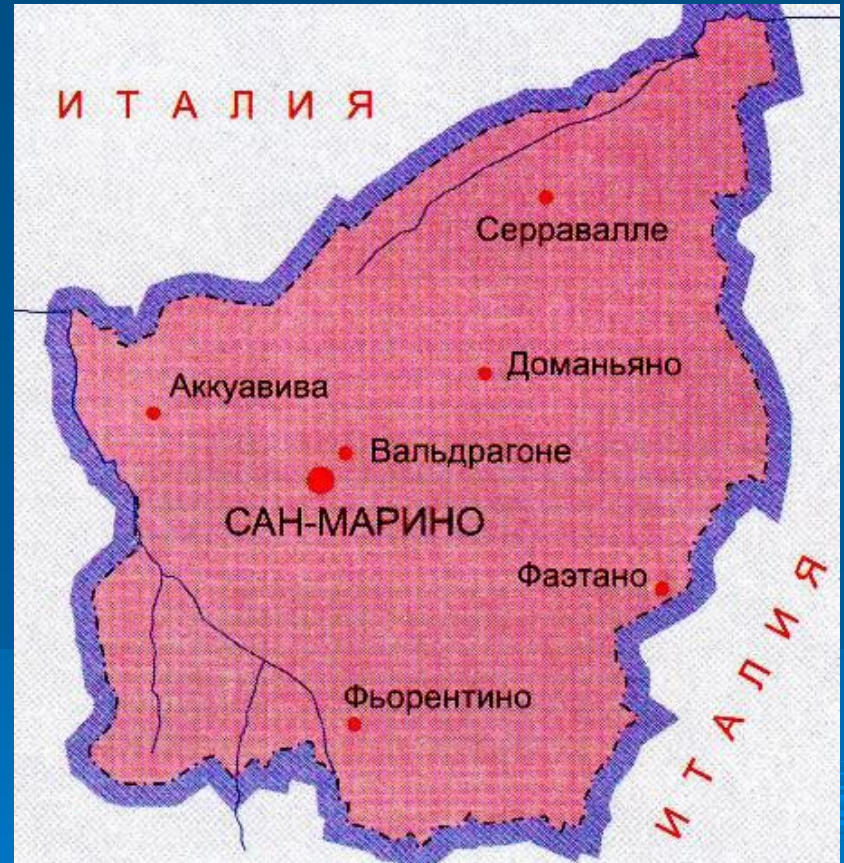 ИТАЛИЯ
Серравалле
Доманьяно
Аккуавива
Вальдрагоне
САН-МАРИНО
Фаэтано
ИТАЛИЯ
Фьорентино